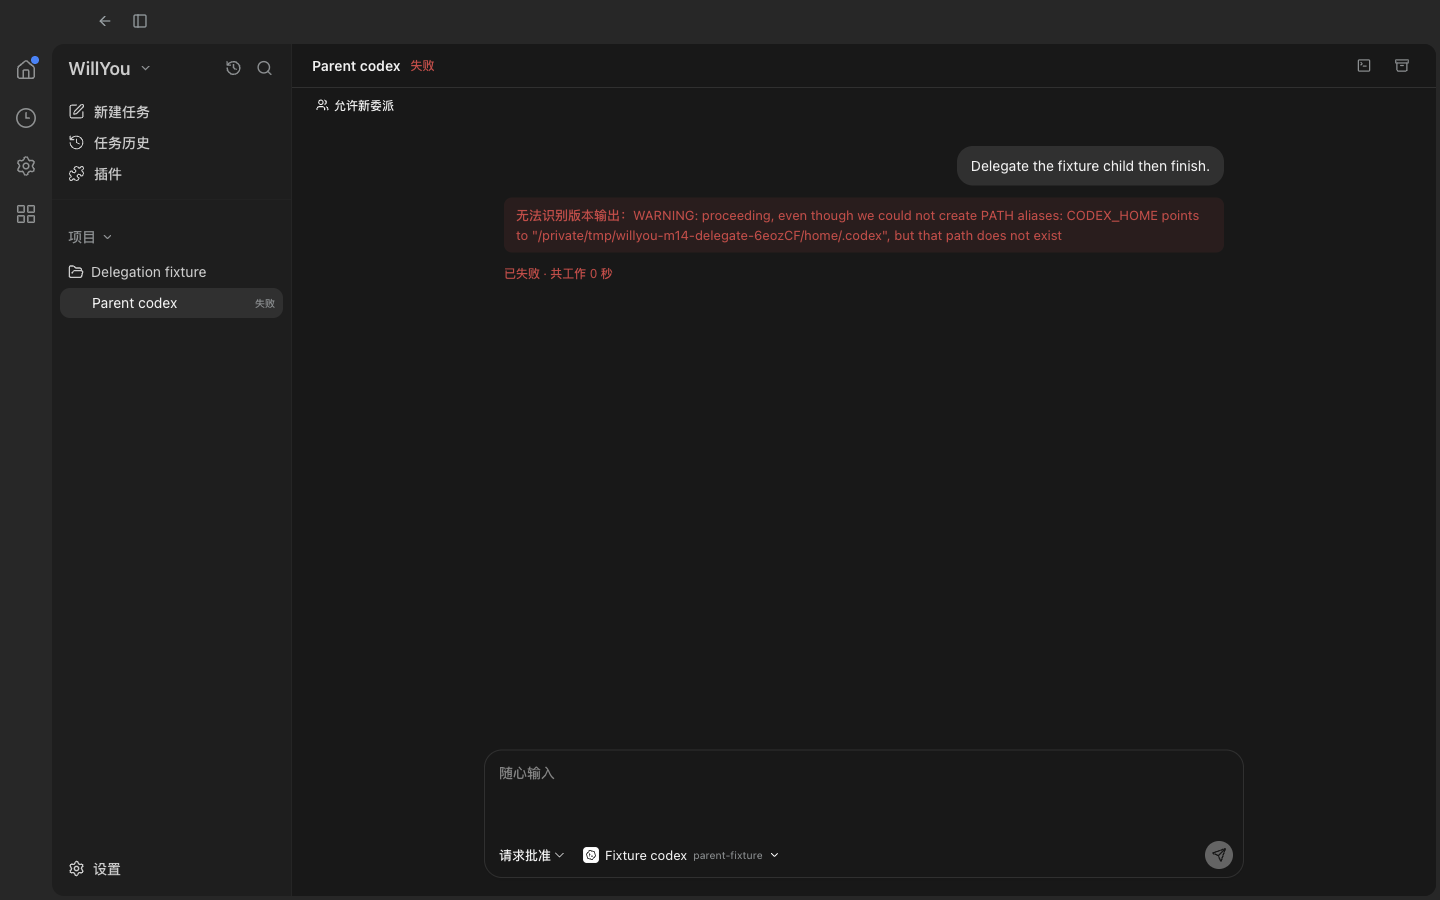 WillYou
新建任务
任务历史
插件
项目
Delegation fixture
Parent codex 失败
设置
Parent codex 失败
允许新委派
Delegate the fixture child then finish.
无法识别版本输出：WARNING: proceeding, even though we could not create PATH aliases: CODEX_HOME points
to "/private/tmp/willyou-m14-delegate-6eozCF/home/.codex", but that path does not exist
已失败 · 共工作 0 秒
随心输入
请求批准 Fixture codex parent-fixture